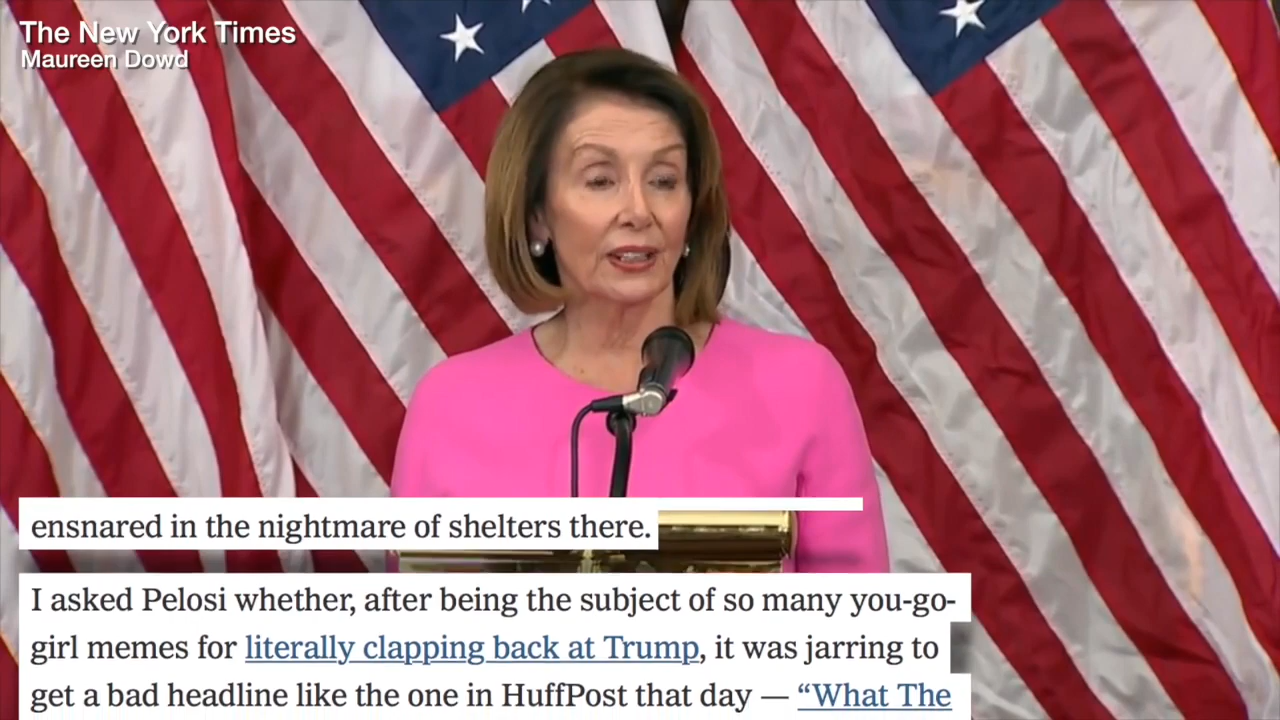 The New York Times
Maureen Dowd
ensnared in the nightmare of shelters there.
I asked Pelosi whether, after being the subject of so many you-go-
girl memes for literally clapping back at Trump, it was jarring to
get a bad headline like the one in HuffPost that day — “What The